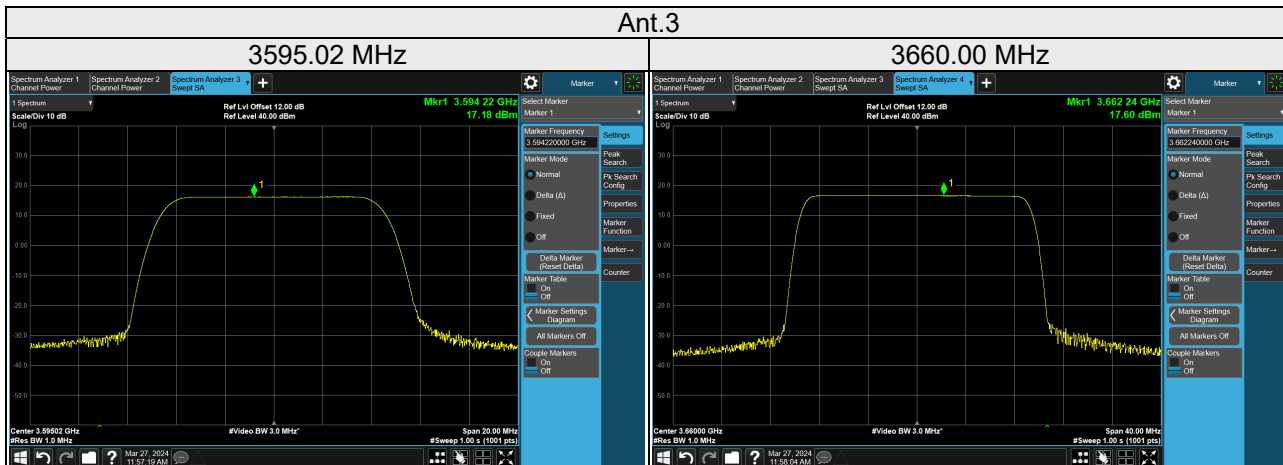 Ant.3
3595.02 MHz
3660.00 MHz
Spectrum Analyzer 1
Channel Power
Spectrum Analyzer 2
Channel Power
Spectrum Analyzer 3
Swept SA
+
Marker
1 Spectrum
Scale/Div 10 dB
Log
Ref Lvl Offset 12.00 dB
Ref Level 40.00 dBm
Mkr1 3.594 22 GHz
17.18 dBm
30.0
20.0
10.0
0.00
-10.0
-20.0
-30.0
-40.0
-50.0
1
Center 3.59502 GHz
#Res BW 1.0 MHz
#Video BW 3.0 MHz*
Span 20.00 MHz
#Sweep 1.00 s (1001 pts)
Select Marker
Marker 1
Marker Frequency
3.594220000 GHz
Marker Mode
Normal
Delta (Δ)
Fixed
Off
Delta Marker
(Reset Delta)
Marker Table
On
Off
Marker Settings
Diagram
All Markers Off
Couple Markers
On
Off
Settings
Peak
Search
Pk Search
Config
Properties
Marker
Function
Marker→
Counter
?
Mar 27, 2024
11:57:19 AM
Spectrum Analyzer 1
Channel Power
Spectrum Analyzer 2
Channel Power
Spectrum Analyzer 3
Swept SA
Spectrum Analyzer 4
Swept SA
+
Marker
1 Spectrum
Scale/Div 10 dB
Log
Ref Lvl Offset 12.00 dB
Ref Level 40.00 dBm
Mkr1 3.662 24 GHz
17.60 dBm
30.0
20.0
10.0
0.00
-10.0
-20.0
-30.0
-40.0
-50.0
1
Center 3.66000 GHz
#Res BW 1.0 MHz
#Video BW 3.0 MHz*
Span 40.00 MHz
#Sweep 1.00 s (1001 pts)
Select Marker
Marker 1
Marker Frequency
3.662240000 GHz
Marker Mode
Normal
Delta (Δ)
Fixed
Off
Delta Marker
(Reset Delta)
Marker Table
On
Off
Marker Settings
Diagram
All Markers Off
Couple Markers
On
Off
Settings
Peak
Search
Pk Search
Config
Properties
Marker
Function
Marker→
Counter
?
Mar 27, 2024
11:58:04 AM